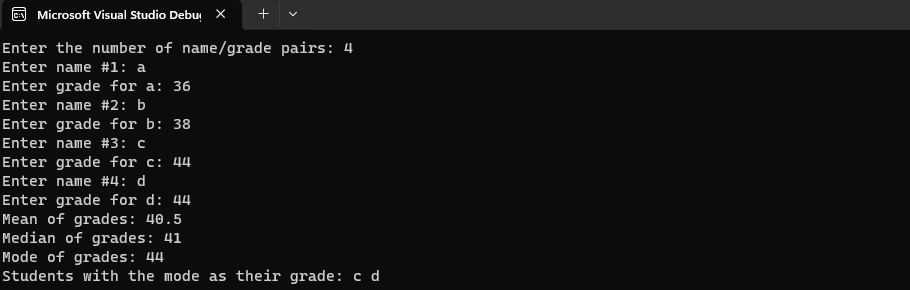 Microsoft Visual Studio Debu
Enter the number of name/grade pairs: 4
Enter name #1: a
Enter grade for a: 36
Enter name #2: b
Enter grade for b: 38
Enter name #3: c
Enter grade for c: 44
Enter name #4: d
Enter grade for d: 44
Mean of grades: 40.5
Median of grades: 41
Mode of grades: 44
Students with the mode as their grade: c d